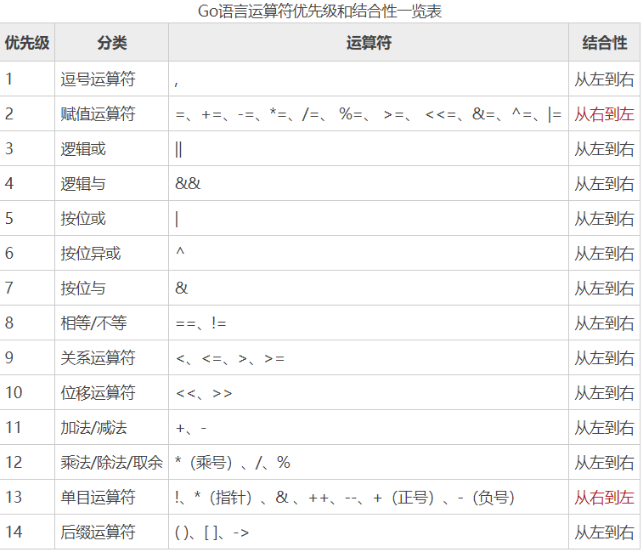 Go语言运算符优先级和结合性一览表
优先级 分类 运算符 结合性
1 逗号运算符 , 从左到右
2 赋值运算符 =、+=、-=、*=、/=、 %=、 >=、 <<=、&=、^=、|= 从右到左
3 逻辑或 || 从左到右
4 逻辑与 && 从左到右
5 按位或 | 从左到右
6 按位异或 ^ 从左到右
7 按位与 & 从左到右
8 相等/不等 ==、!= 从左到右
9 关系运算符 <、<=、>、>= 从左到右
10 位移运算符 <<、>> 从左到右
11 加法/减法 +、- 从左到右
12 乘法/除法/取余 *（乘号）、/、% 从左到右
13 单目运算符 !、*（指针）、& 、++、--、+（正号）、-（负号） 从右到左
14 后缀运算符 ( )、[ ]、-> 从左到右